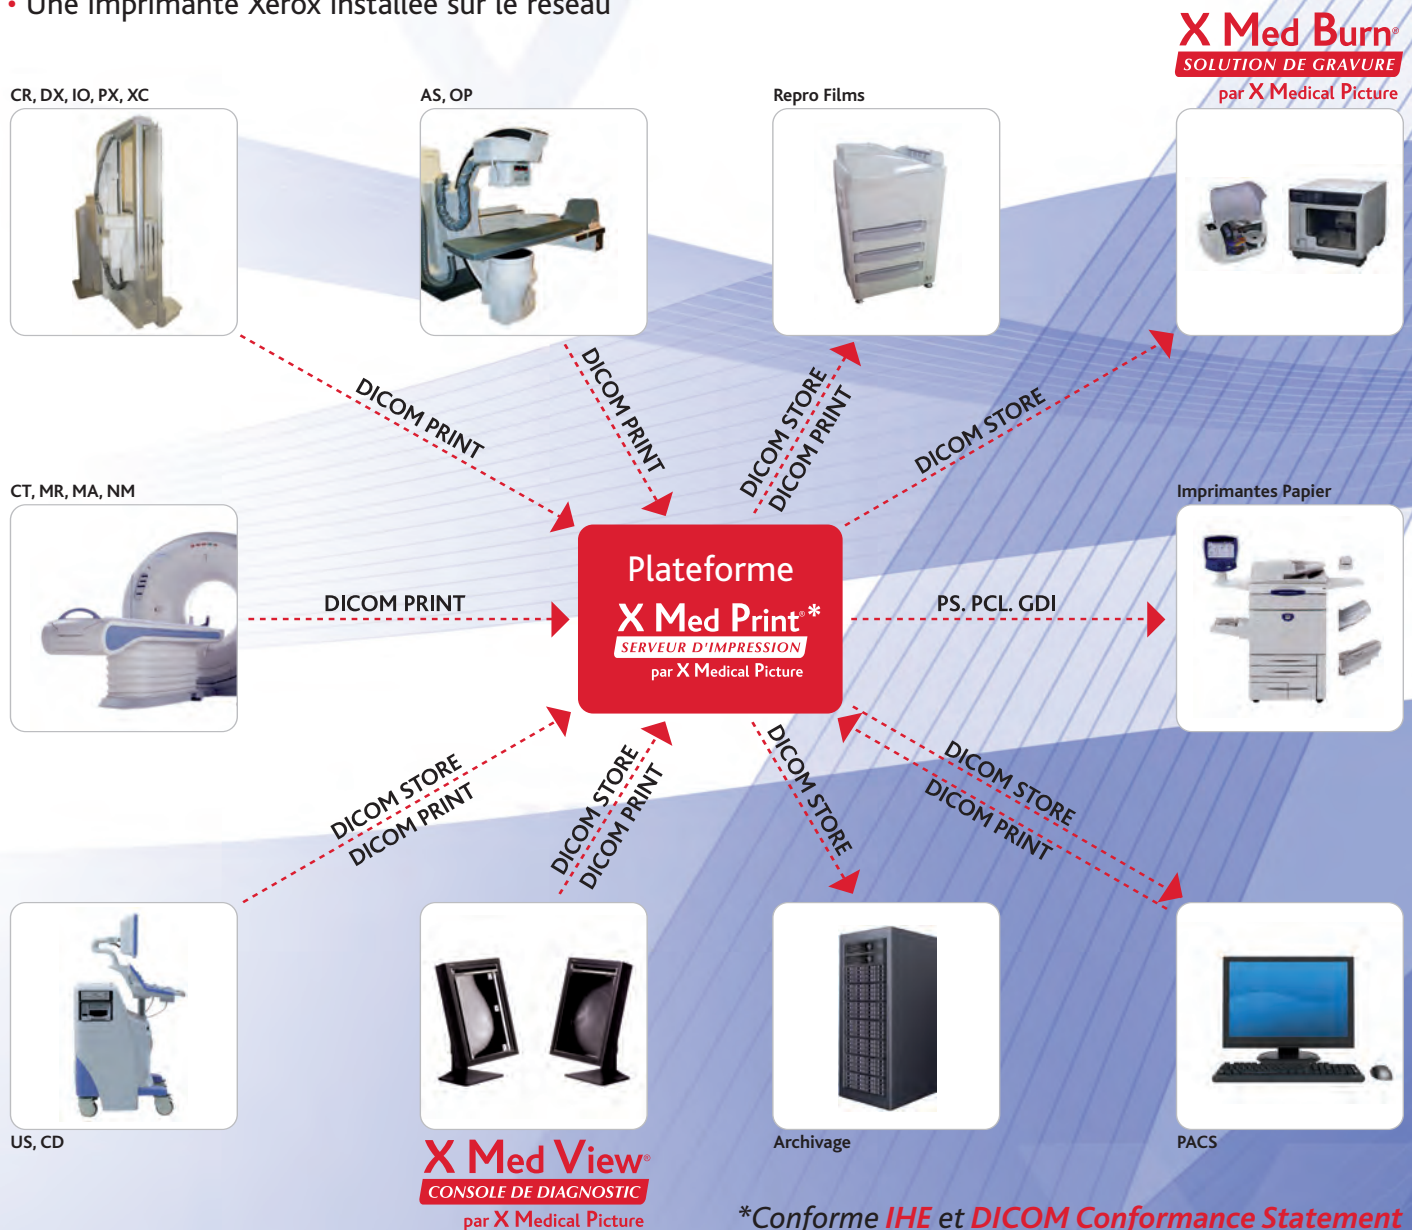 • Une imprimante Xerox installée sur le réseau
X Med Burn®
SOLUTION DE GRAVURE
par X Medical Picture
CR, DX, IO, PX, XC
AS, OP
Repro Films
DICOM PRINT
DICOM PRINT
DICOM STORE
DICOM PRINT
DICOM STORE
CT, MR, MA, NM
Imprimantes Papier
DICOM PRINT
Plateforme
X Med Print®*
SERVEUR D'IMPRESSION
par X Medical Picture
PS. PCL. GDI
DICOM STORE
DICOM PRINT
DICOM STORE
DICOM PRINT
DICOM STORE
DICOM STORE
DICOM PRINT
US, CD
X Med View®
CONSOLE DE DIAGNOSTIC
par X Medical Picture
Archivage
PACS
*Conforme IHE et DICOM Conformance Statement